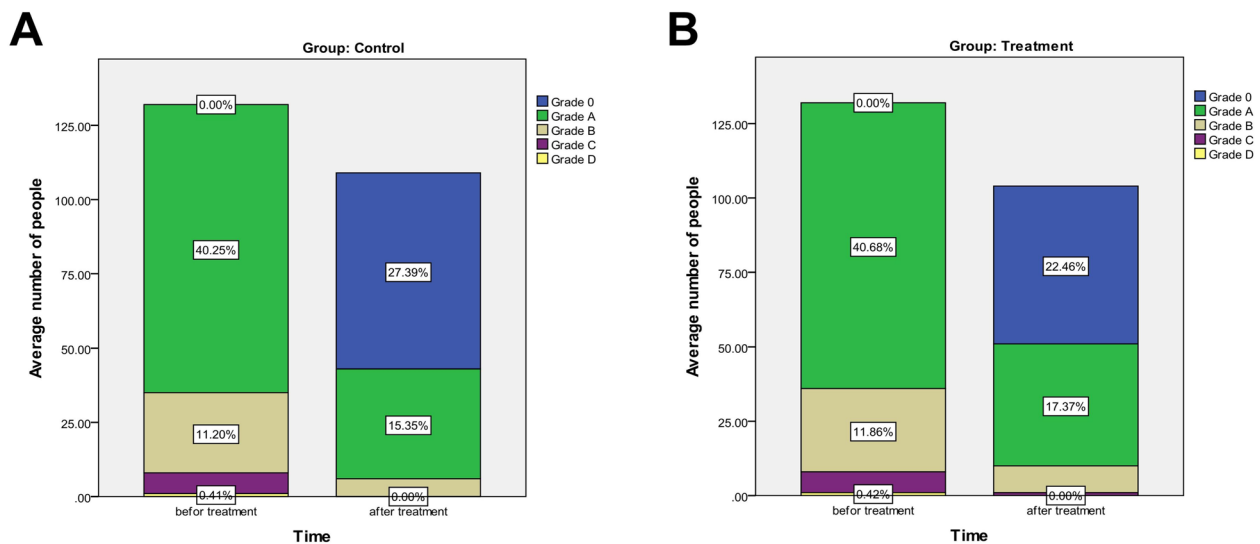 A
Group: Control
Average number of people
125.00
100.00
75.00
50.00
25.00
.00
0.00%
40.25%
11.20%
0.41%
27.39%
15.35%
0.00%
befor treatment
after treatment
Time
Grade 0
Grade A
Grade B
Grade C
Grade D
B
Group: Treatment
Average number of people
125.00
100.00
75.00
50.00
25.00
.00
0.00%
40.68%
11.86%
0.42%
22.46%
17.37%
0.00%
befor treatment
after treatment
Time
Grade 0
Grade A
Grade B
Grade C
Grade D